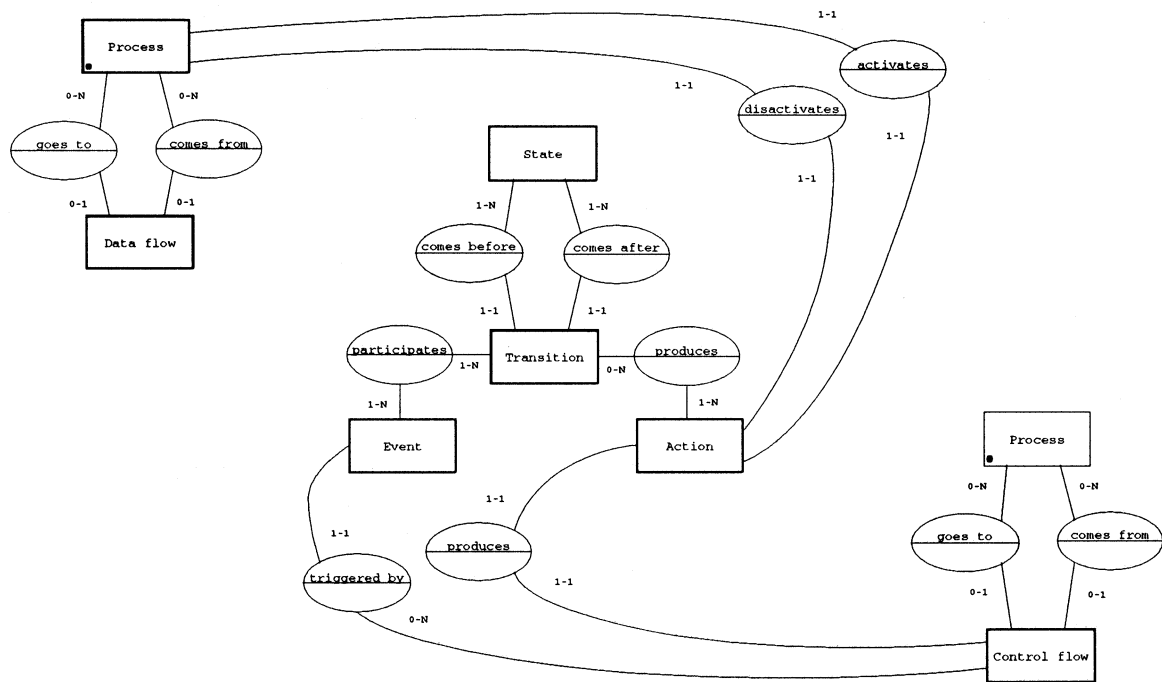 1-1
Process
activates
0-N
0-N
1-1
disactivates
1-1
goes to
comes from
State
1-1
0-1
0-1
1-N
1-N
Data flow
comes before
comes after
1-1
1-1
participates
Transition
produces
1-N
0-N
1-N
1-N
Event
Action
Process
1-1
0-N
0-N
1-1
produces
goes to
comes from
triggered by
1-1
0-1
0-1
0-N
Control flow